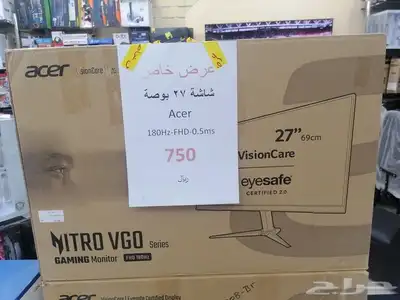 acer
عرض خاص
شاشة ٢٧ بوصة
Acer
180Hz-FHD-0.5ms
750
ريال
27"
69cm
VisionCare
eyesafe
CERTIFIED 2.0
NITRO VG0 Series
GAMING Monitor
acer
حراج